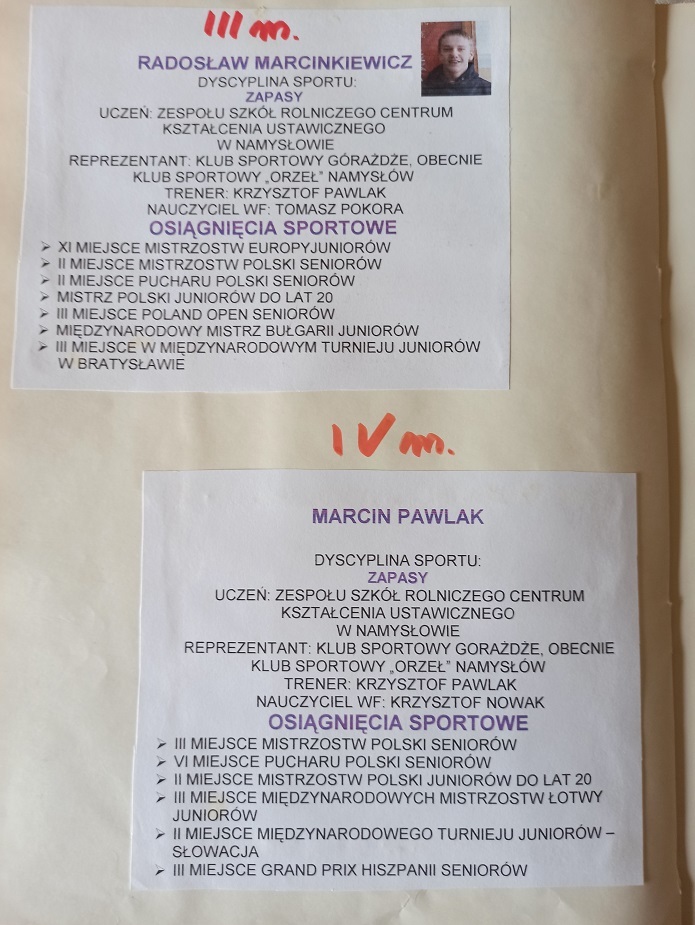 III m.
RADOSŁAW MARCINKIEWICZ
DYSCYPLINA SPORTU:
ZAPASY
UCZEŃ: ZESPOŁU SZKÓŁ ROLNICZEGO CENTRUM
KSZTAŁCENIA USTAWICZNEGO
W NAMYSŁOWIE
REPREZENTANT: KLUB SPORTOWY GÓRAŻDŻE, OBECNIE
KLUB SPORTOWY „ORZEŁ” NAMYSŁÓW
TRENER: KRZYSZTOF PAWLAK
NAUCZYCIEL WF: TOMASZ POKORA
OSIĄGNIĘCIA SPORTOWE
➢ XI MIEJSCE MISTRZOSTW EUROPYJUNIORÓW
➢ II MIEJSCE MISTRZOSTW POLSKI SENIORÓW
➢ II MIEJSCE PUCHARU POLSKI SENIORÓW
➢ MISTRZ POLSKI JUNIORÓW DO LAT 20
➢ III MIEJSCE POLAND OPEN SENIORÓW
➢ MIĘDZYNARODOWY MISTRZ BUŁGARII JUNIORÓW
➢ III MIEJSCE W MIĘDZYNARODOWYM TURNIEJU JUNIORÓW
W BRATYSŁAWIE
IV m.
MARCIN PAWLAK
DYSCYPLINA SPORTU:
ZAPASY
UCZEŃ: ZESPOŁU SZKÓŁ ROLNICZEGO CENTRUM
KSZTAŁCENIA USTAWICZNEGO
W NAMYSŁOWIE
REPREZENTANT: KLUB SPORTOWY GORAŻDŻE, OBECNIE
KLUB SPORTOWY „ORZEŁ” NAMYSŁÓW
TRENER: KRZYSZTOF PAWLAK
NAUCZYCIEL WF: KRZYSZTOF NOWAK
OSIĄGNIĘCIA SPORTOWE
➢ III MIEJSCE MISTRZOSTW POLSKI SENIORÓW
➢ VI MIEJSCE PUCHARU POLSKI SENIORÓW
➢ II MIEJSCE MISTRZOSTW POLSKI JUNIORÓW DO LAT 20
➢ III MIEJSCE MIĘDZYNARODOWYCH MISTRZOSTW ŁOTWY
JUNIORÓW
➢ II MIEJSCE MIĘDZYNARODOWEGO TURNIEJU JUNIORÓW –
SŁOWACJA
➢ III MIEJSCE GRAND PRIX HISZPANII SENIORÓW